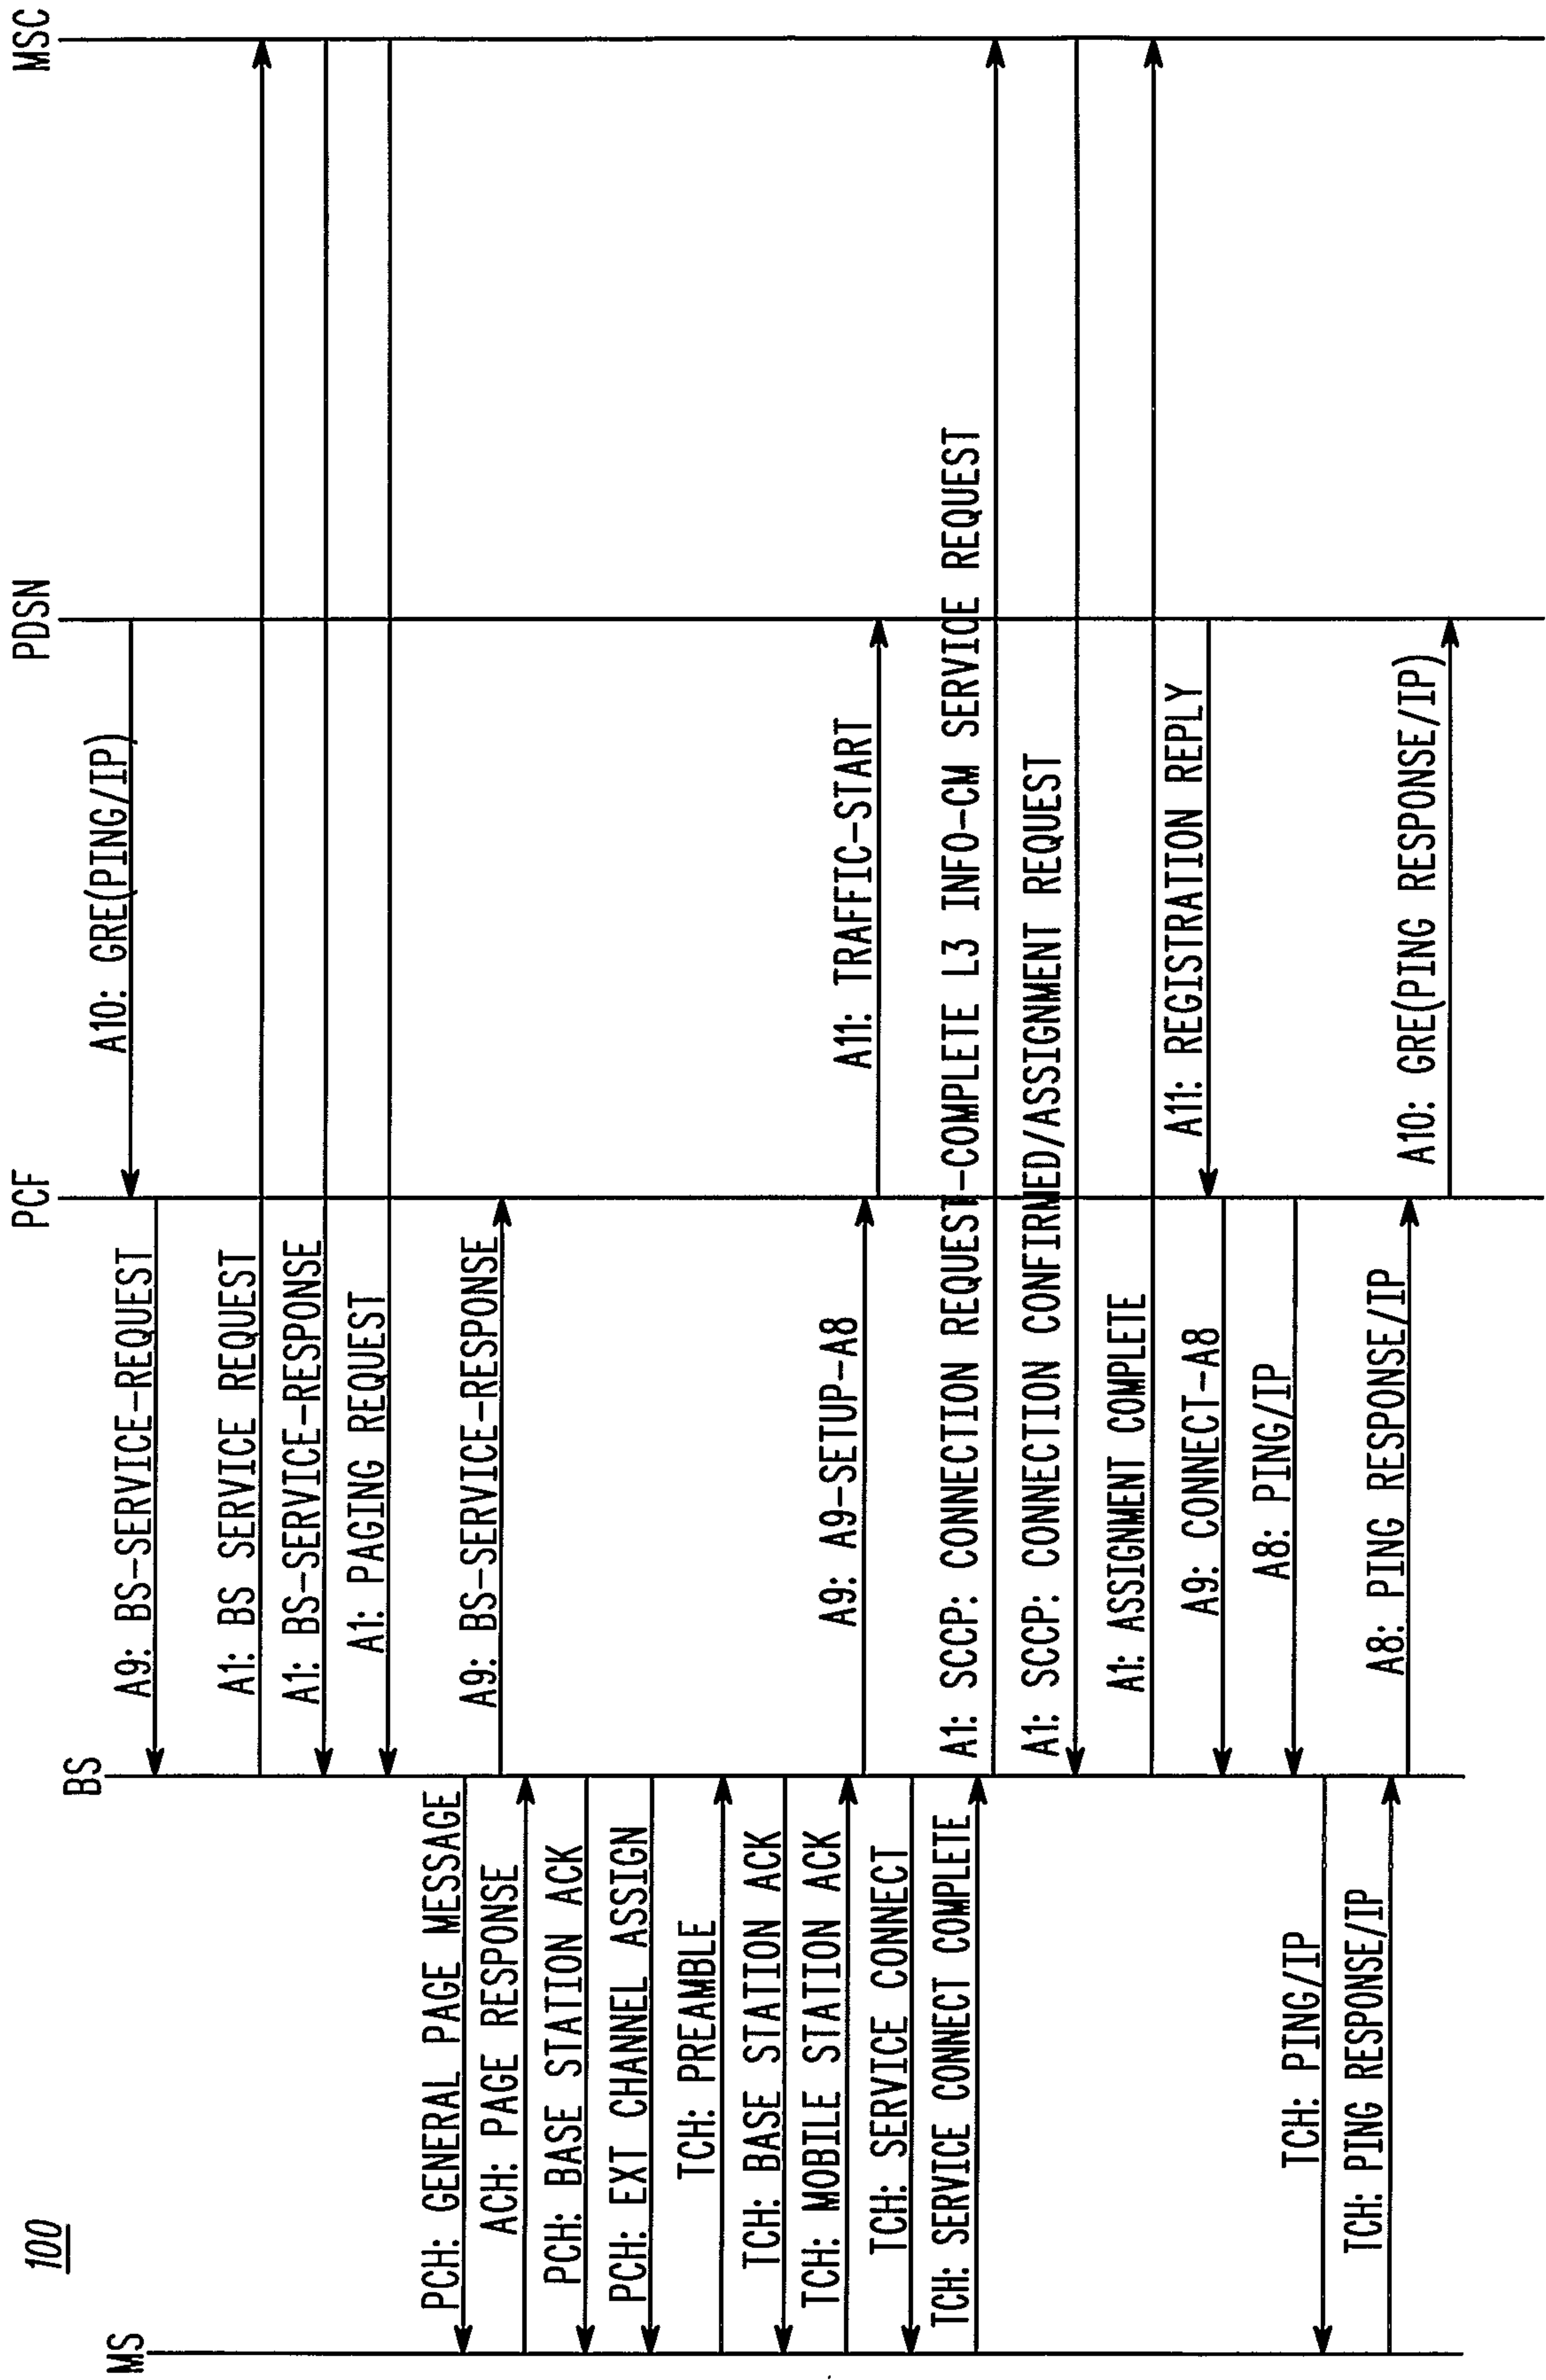 100
MS
BS
PCF
PDSN
MSC
A10: GRE(PING/IP)
A9: BS-SERVICE-REQUEST
A1: BS SERVICE REQUEST
A1: BS-SERVICE-RESPONSE
A1: PAGING REQUEST
PCH: GENERAL PAGE MESSAGE
A9: BS-SERVICE-RESPONSE
ACH: PAGE RESPONSE
PCH: BASE STATION ACK
PCH: EXT CHANNEL ASSIGN
TCH: PREAMBLE
TCH: BASE STATION ACK
TCH: MOBILE STATION ACK
A9: A9-SETUP-A8
A11: TRAFFIC-START
TCH: SERVICE CONNECT
TCH: SERVICE CONNECT COMPLETE
A1: SCCP: CONNECTION REQUEST-COMPLETE L3 INFO-CM SERVICE REQUEST
A1: SCCP: CONNECTION CONFIRMED/ASSIGNMENT REQUEST
A1: ASSIGNMENT COMPLETE
A11: REGISTRATION REPLY
A9: CONNECT-A8
A8: PING/IP
TCH: PING/IP
TCH: PING RESPONSE/IP
A8: PING RESPONSE/IP
A10: GRE(PING RESPONSE/IP)